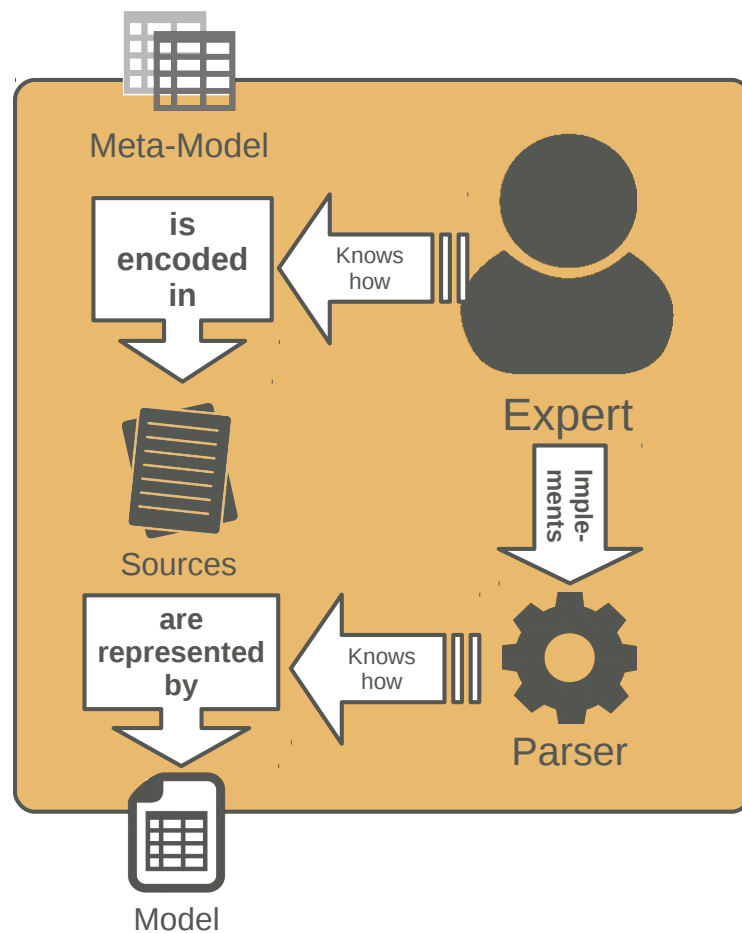 Meta-Model
is
encoded
in
Knows
how
Expert
Imple-
ments
Sources
are
represented
by
Knows
how
Parser
Model